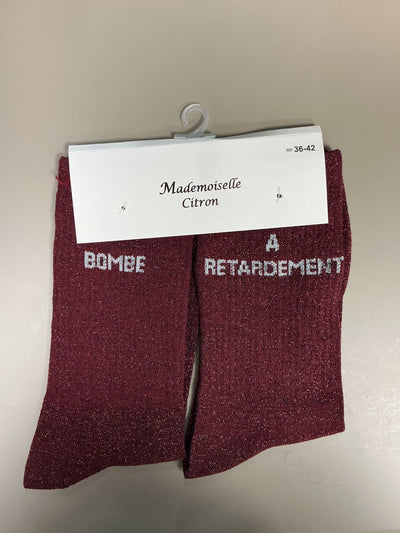 36-42
Mademoiselle
Citron
BOMBE
A
RETARDEMENT